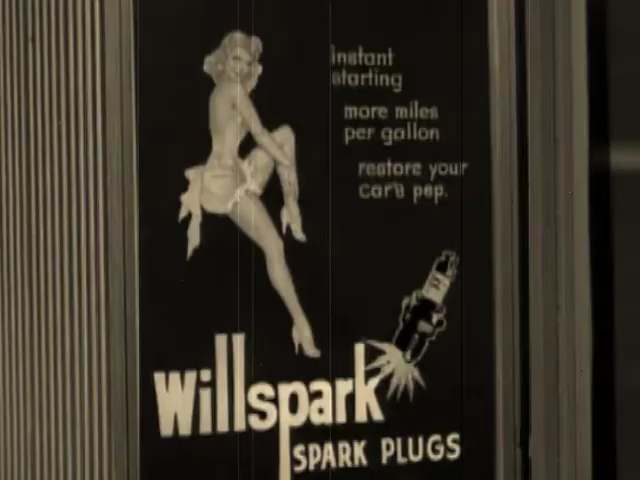 Instant
starting
more miles
per gallon
restore your
car's pep.
Willspark
SPARK PLUGS